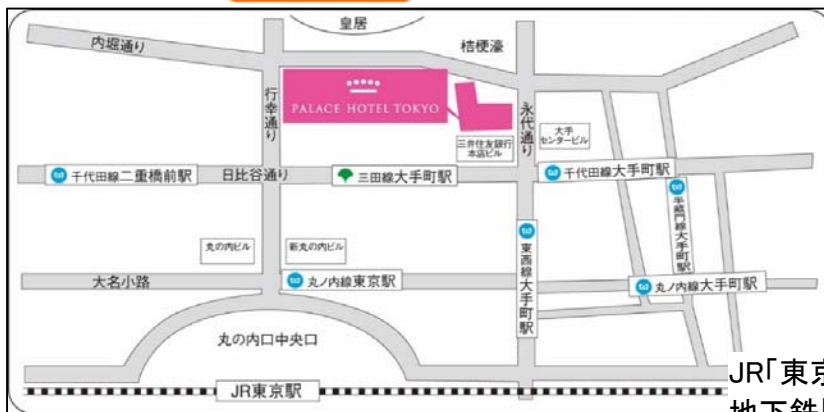 皇居
内堀通り
桔梗濠
行幸通り
PALACE HOTEL TOKYO
永代通り
大手
センタービル
三井住友銀行
本店ビル
千代田線二重橋前駅
日比谷通り
三田線大手町駅
千代田線大手町駅
半蔵門線大手町駅
丸の内ビル
新丸の内ビル
東西線大手町駅
大名小路
丸ノ内線東京駅
丸ノ内線大手町駅
丸の内口中央口
JR東京駅
JR「東京
地下鉄